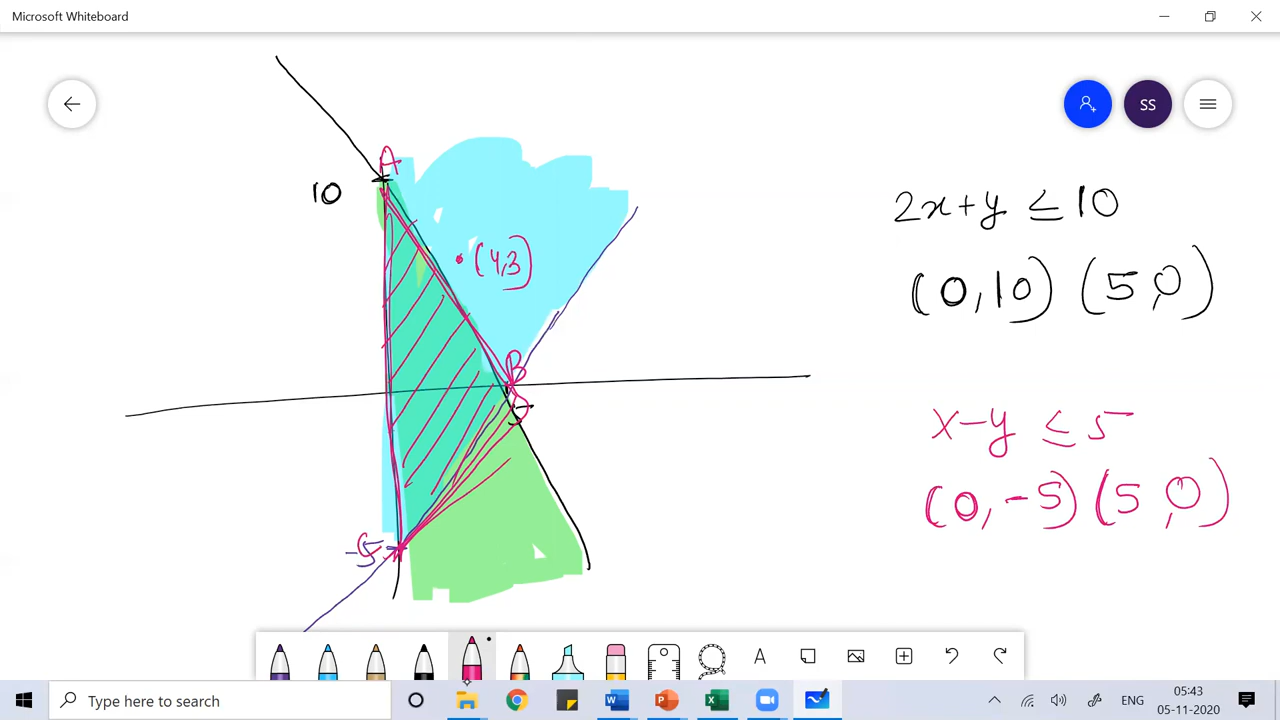 Microsoft Whiteboard
SS
A
10
(4,3)
B
5
-5
2x+y ≤ 10
(0,10) (5,0)
x-y ≤ 5
(0,-5) (5,0)
A
Type here to search
ENG
05:43
05-11-2020